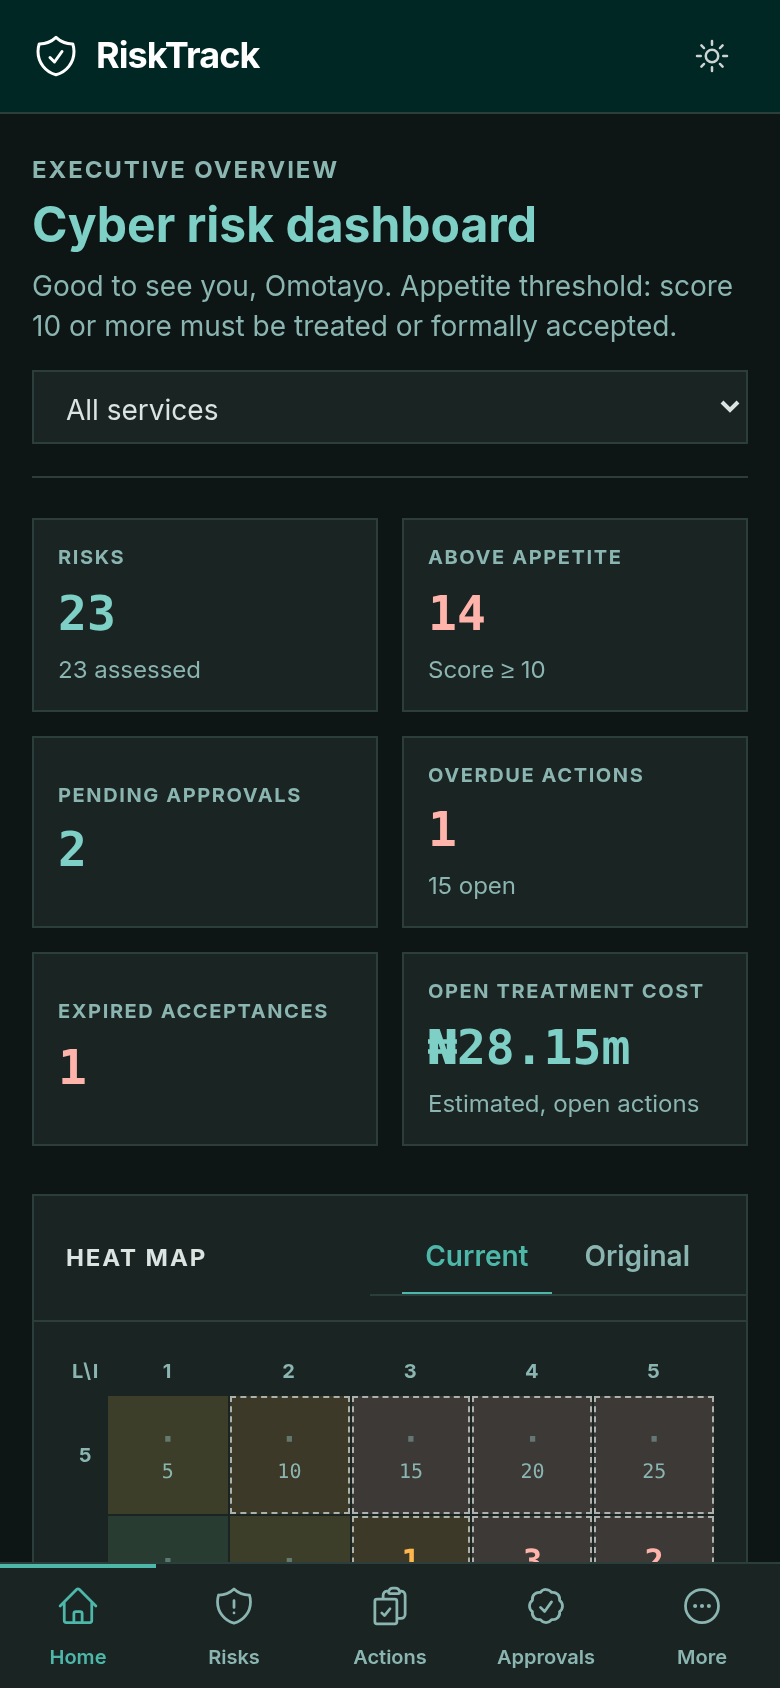 RiskTrack
EXECUTIVE OVERVIEW
Cyber risk dashboard
Good to see you, Omotayo. Appetite threshold: score
10 or more must be treated or formally accepted.
All services
RISKS
23
23 assessed
ABOVE APPETITE
14
Score ≥ 10
PENDING APPROVALS
2
OVERDUE ACTIONS
1
15 open
EXPIRED ACCEPTANCES
1
OPEN TREATMENT COST
₦28.15m
Estimated, open actions
HEAT MAP
Current Original
L\I 1 2 3 4 5
· · · · ·
5 5 10 15 20 25
· · 1 3 2
Home Risks Actions Approvals More